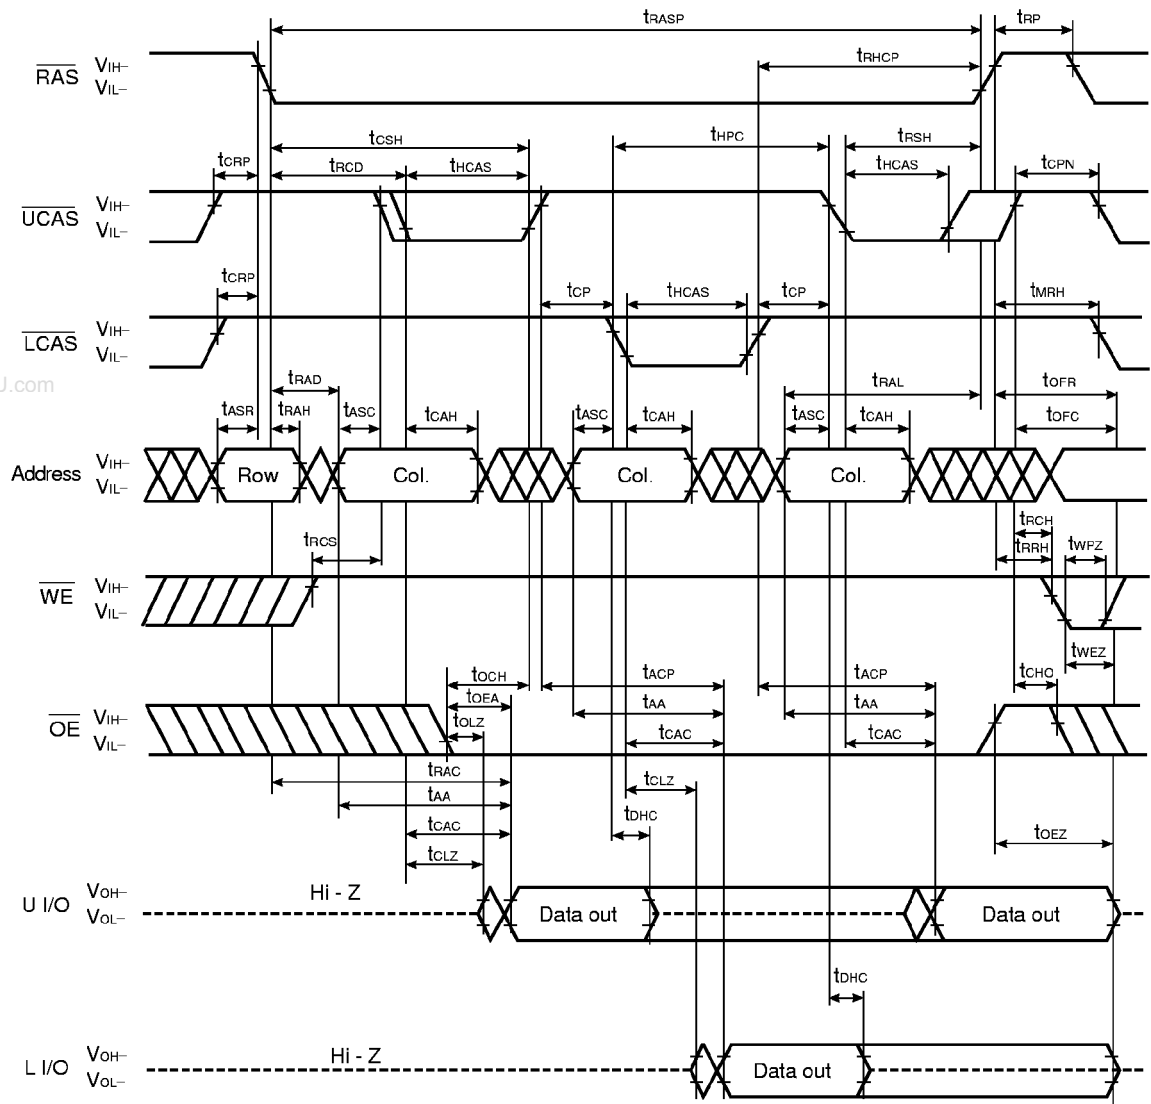 tRASP
tRP
RAS
VIH–
VIL–
tRHCP
tCSH
tHPC
tRSH
tCRP
tRCD
tHCAS
tHCAS
tCPN
UCAS
VIH–
VIL–
tCRP
tCP
tHCAS
tCP
tMRH
LCAS
VIH–
VIL–
J.com
tRAD
tRAL
tOFR
tASR
tRAH
tASC
tCAH
tASC
tCAH
tASC
tCAH
tOFC
Address
VIH–
VIL–
Row
Col.
Col.
Col.
tRCH
tRCS
tRRH
tWPZ
WE
VIH–
VIL–
tWEZ
tOCH
tACP
tACP
tCHO
tOEA
tAA
tAA
OE
VIH–
VIL–
tOLZ
tCAC
tCAC
tRAC
tCLZ
tAA
tCAC
tDHC
tOEZ
tCLZ
U I/O
VOH–
VOL–
Hi - Z
Data out
Data out
tDHC
L I/O
VOH–
VOL–
Hi - Z
Data out